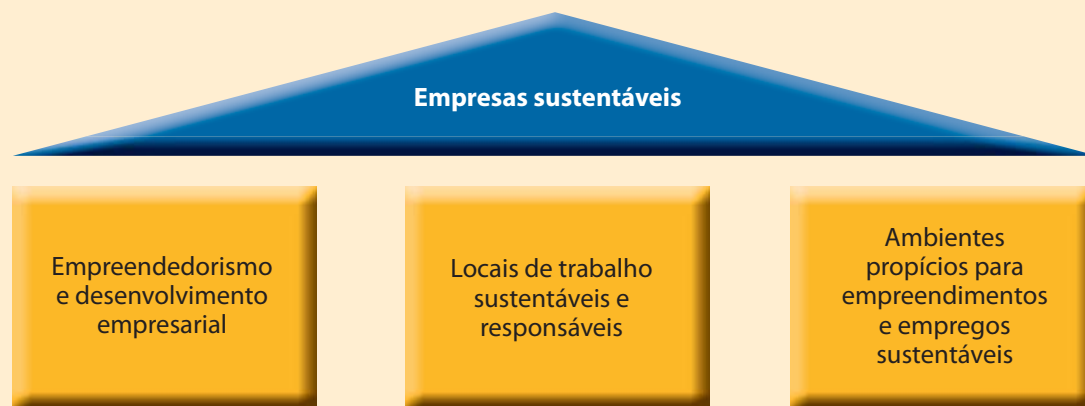 Empresas sustentáveis
Empreendedorismo
e desenvolvimento
empresarial
Locais de trabalho
sustentáveis e
responsáveis
Ambientes
propícios para
empreendimentos
e empregos
sustentáveis